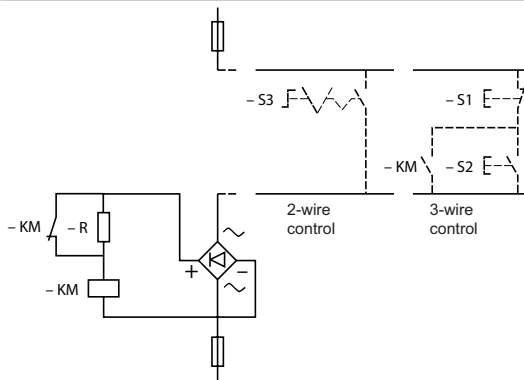 – S3
– S1
– KM
– S2
2-wire
control
3-wire
control
– KM
– R
+
–
– KM